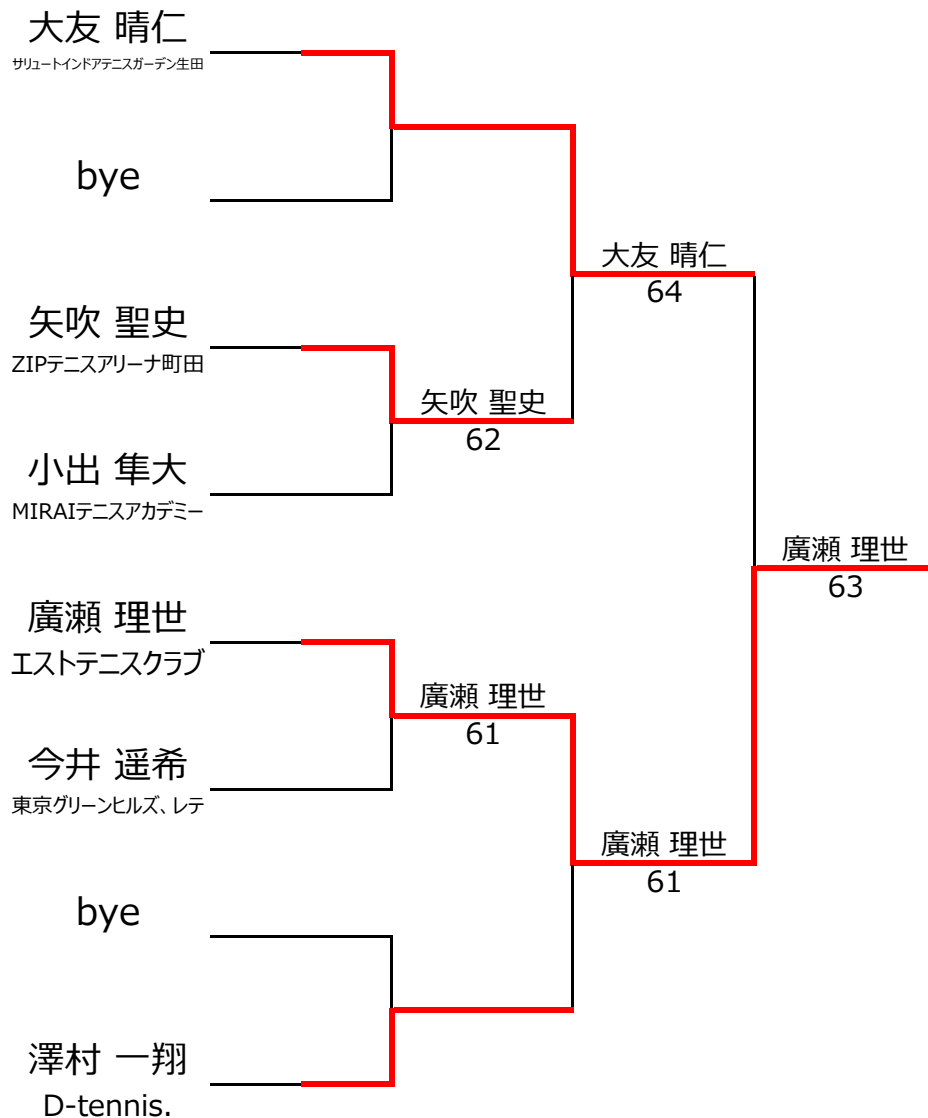 大友 晴仁
サリュートインドアテニスガーデン生田
bye
矢吹 聖史
ZIPテニスアリーナ町田
小出 隼大
MIRAIテニスアカデミー
廣瀬 理世
エストテニスクラブ
今井 遥希
東京グリーンヒルズ、レテ
bye
澤村 一翔
D-tennis.
矢吹 聖史
62
廣瀬 理世
61
大友 晴仁
64
廣瀬 理世
61
廣瀬 理世
63